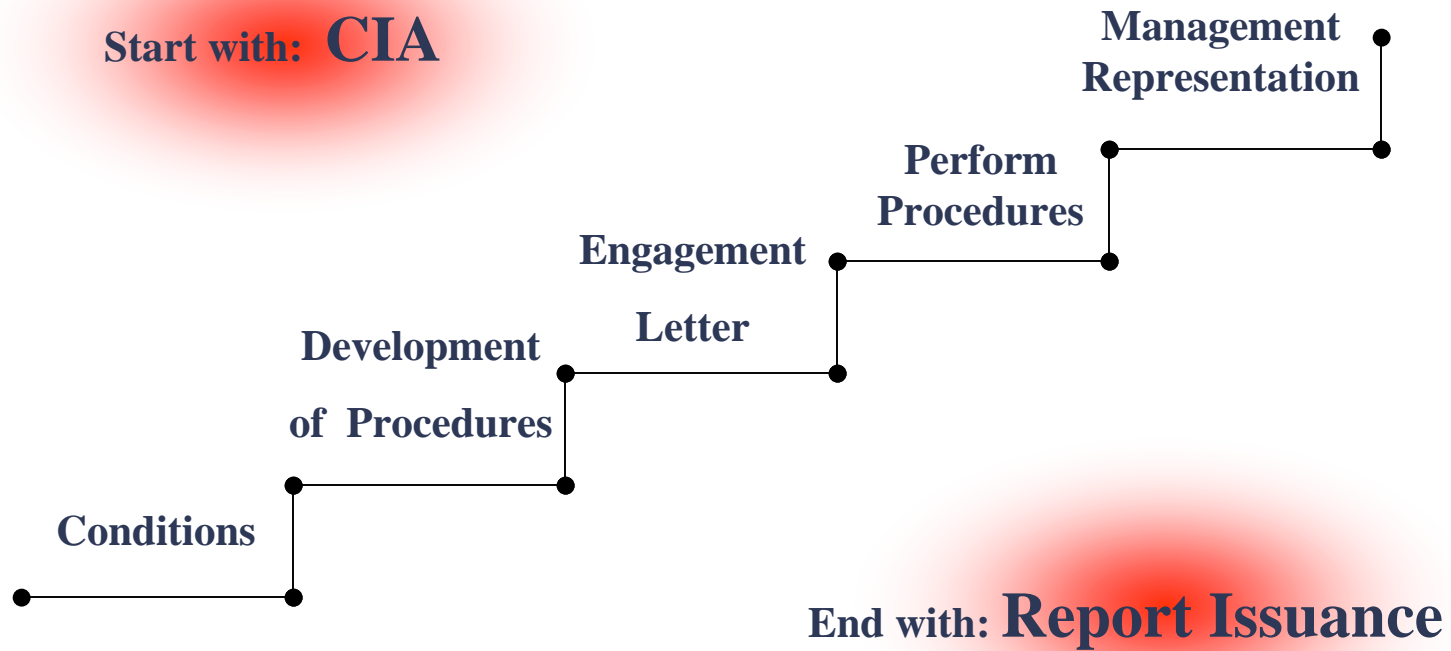 Start with: CIA
Management
Representation
Perform
Procedures
Engagement
Letter
Development
of Procedures
Conditions
End with: Report Issuance